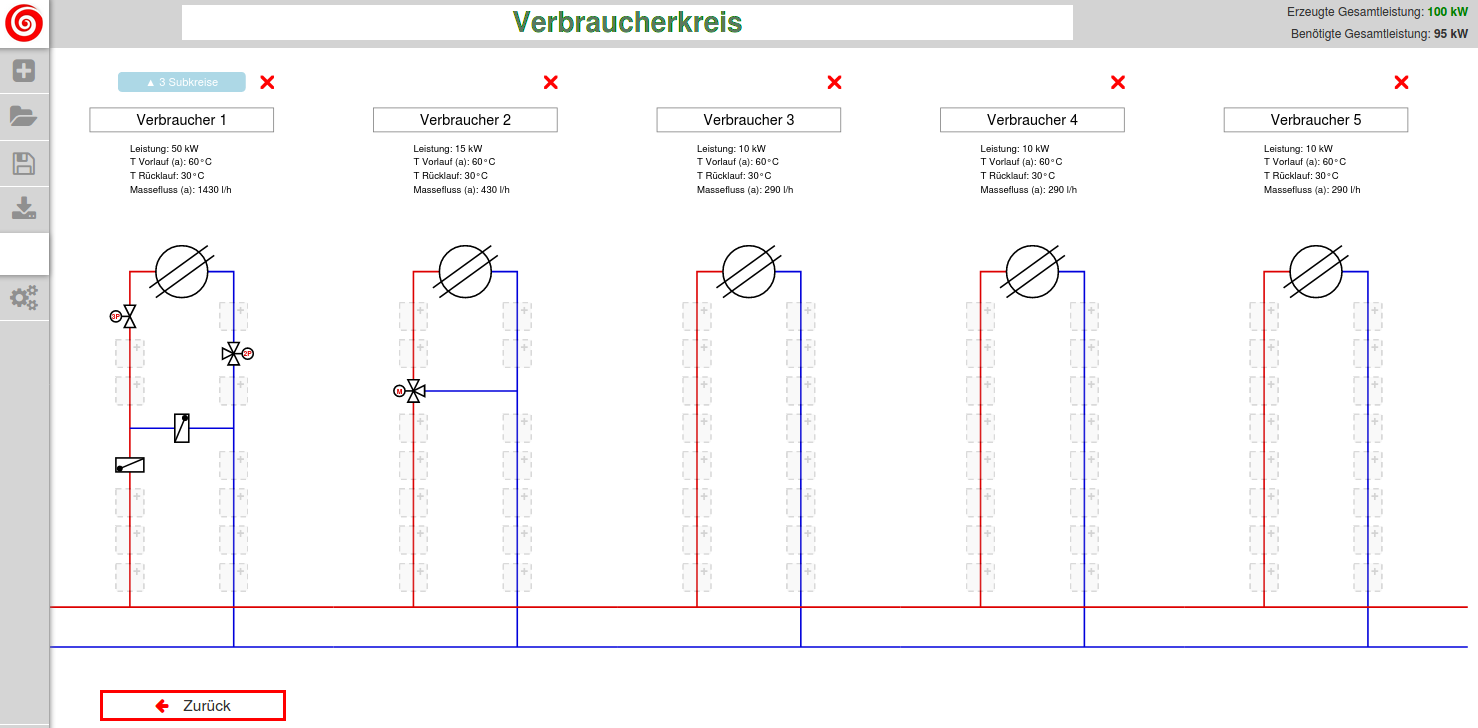 Verbraucherkreis
Erzeugte Gesamtleistung: 100 kW
Benötigte Gesamtleistung: 95 kW
▲ 3 Subkreise
Verbraucher 1
Leistung: 50 kW
T Vorlauf (a): 60°C
T Rücklauf: 30°C
Massefluss (a): 1430 l/h
Verbraucher 2
Leistung: 15 kW
T Vorlauf (a): 60°C
T Rücklauf: 30°C
Massefluss (a): 430 l/h
Verbraucher 3
Leistung: 10 kW
T Vorlauf (a): 60°C
T Rücklauf: 30°C
Massefluss (a): 290 l/h
Verbraucher 4
Leistung: 10 kW
T Vorlauf (a): 60°C
T Rücklauf: 30°C
Massefluss (a): 290 l/h
Verbraucher 5
Leistung: 10 kW
T Vorlauf (a): 60°C
T Rücklauf: 30°C
Massefluss (a): 290 l/h
3P
2P
M
Zurück